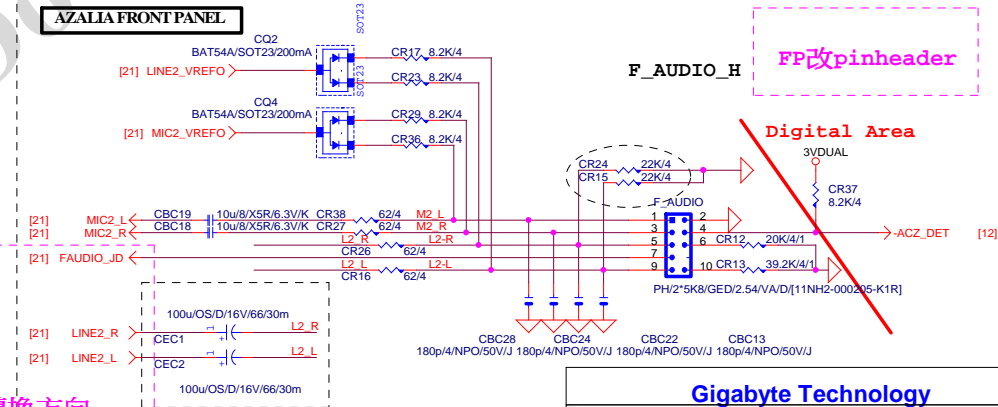 AZALIA FRONT PANEL
SOT23
CQ2
BAT54A/SOT23/200mA
[21] LINE2_VREFO
CR17 8.2K/4
CR23 8.2K/4
SOT23
CQ4
BAT54A/SOT23/200mA
[21] MIC2_VREFO
CR29 8.2K/4
CR36 8.2K/4
F_AUDIO_H
FP改pinheader
Digital Area
3VDUAL
CR24 22K/4
CR15 22K/4
CR37
8.2K/4
F_AUDIO
[21] MIC2_L CBC19 10u/8/X5R/6.3V/K CR38 62/4 M2_L 1 2
[21] MIC2_R CBC18 10u/8/X5R/6.3V/K CR27 62/4 M2_R 3 4
-ACZ_DET [12]
L2_R L2-R 5 6 CR12 20K/4/1
CR26 62/4
[21] FAUDIO_JD 7
L2_L L2-L 9 10 CR13 39.2K/4/1
CR16 62/4
PH/2*5K8/GED/2.54/VA/D/[11NH2-000205-K1R]
100u/OS/D/16V/66/30m
[21] LINE2_R 1 + L2_R
CEC1
[21] LINE2_L 1 + L2_L
CEC2
100u/OS/D/16V/66/30m
CBC28 CBC24 CBC22 CBC13
180p/4/NPO/50V/J 180p/4/NPO/50V/J 180p/4/NPO/50V/J 180p/4/NPO/50V/J
Gigabyte Technology